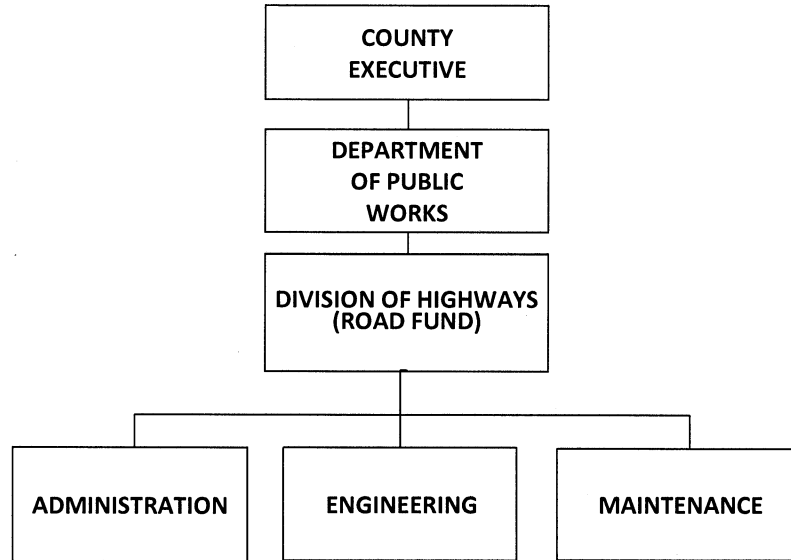 COUNTY
EXECUTIVE
DEPARTMENT
OF PUBLIC
WORKS
DIVISION OF HIGHWAYS
(ROAD FUND)
ADMINISTRATION
ENGINEERING
MAINTENANCE